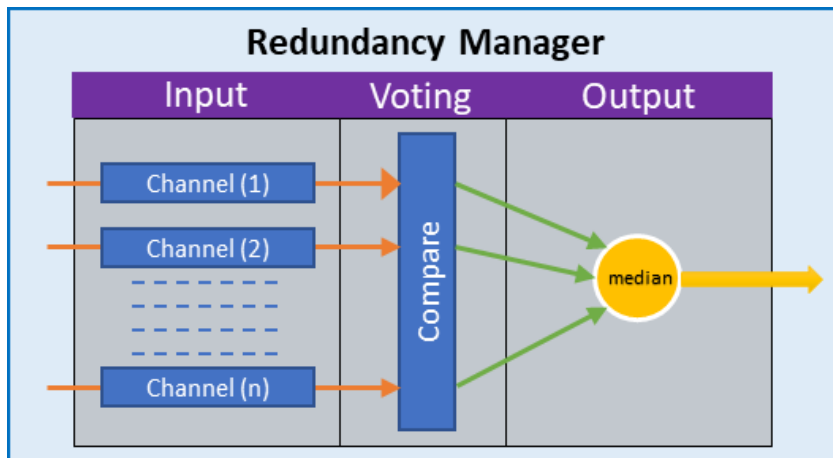 Redundancy Manager
Input Voting Output
Channel (1)
Channel (2)
Channel (n)
Compare
median